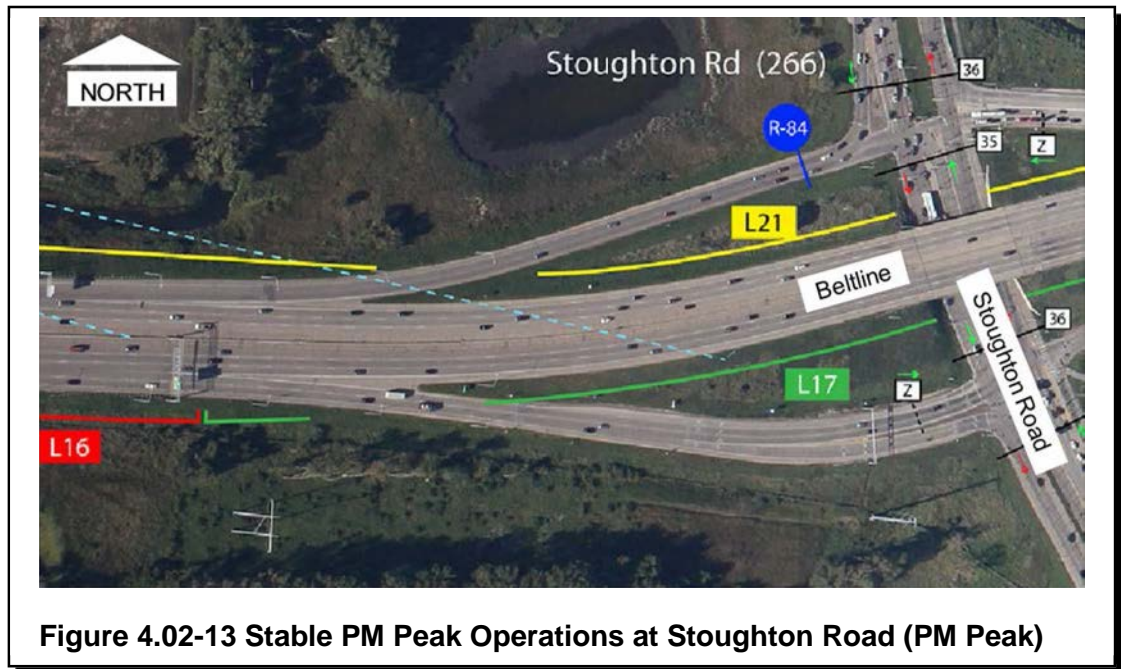 NORTH
Stoughton Rd (266)
36
R-84
35
Z
L21
Beltline
Stoughton Road
36
L17
Z
L16
Figure 4.02-13 Stable PM Peak Operations at Stoughton Road (PM Peak)